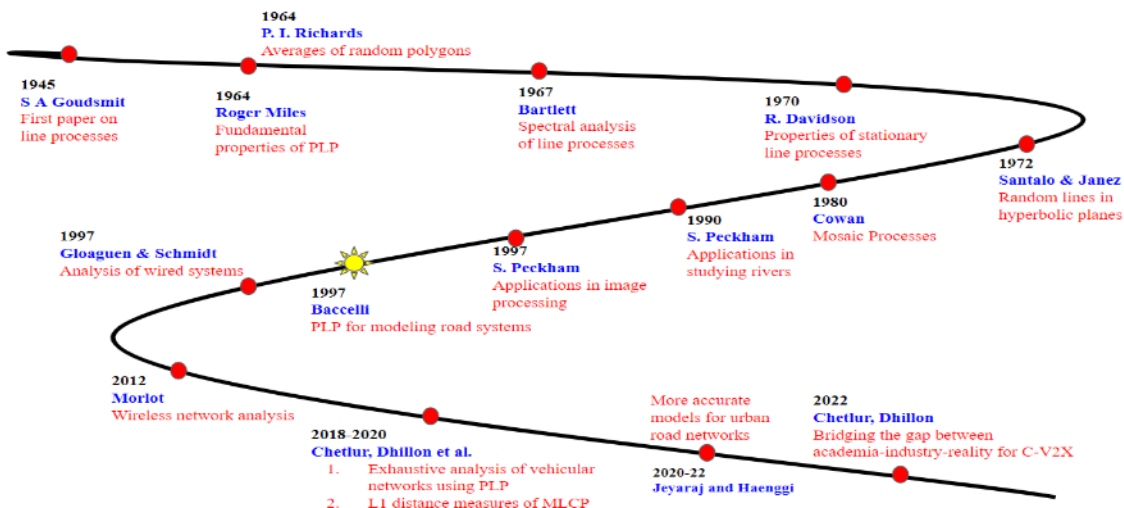 1945
S A Goudsmit
First paper on
line processes
1964
P. I. Richards
Averages of random polygons
1964
Roger Miles
Fundamental
properties of PLP
1967
Bartlett
Spectral analysis
of line processes
1970
R. Davidson
Properties of stationary
line processes
1972
Santalo & Janez
Random lines in
hyperbolic planes
1980
Cowan
Mosaic Processes
1990
S. Peckham
Applications in
studying rivers
1997
S. Peckham
Applications in image
processing
1997
Baccelli
PLP for modeling road systems
1997
Gloaguen & Schmidt
Analysis of wired systems
2012
Morlot
Wireless network analysis
2018-2020
Chetlur, Dhillon et al.
1. Exhaustive analysis of vehicular
networks using PLP
2. L1 distance measures of MLCP
More accurate
models for urban
road networks
2020-22
Jeyaraj and Haenggi
2022
Chetlur, Dhillon
Bridging the gap between
academia-industry-reality for C-V2X